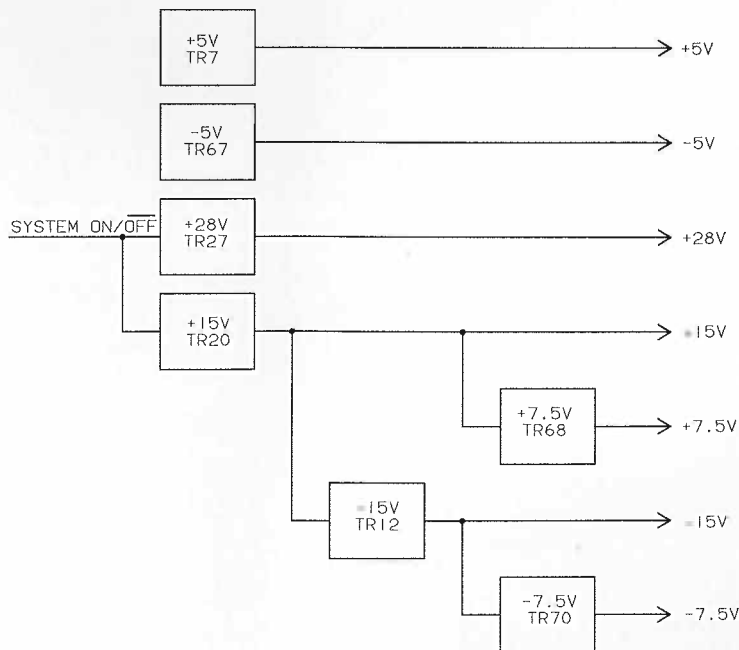 +5V
TR7
+5V
-5V
TR67
-5V
SYSTEM ON/OFF
+28V
TR27
+28V
+15V
TR20
15V
+7.5V
TR68
+7.5V
-15V
TR12
-15V
-7.5V
TR70
-7.5V